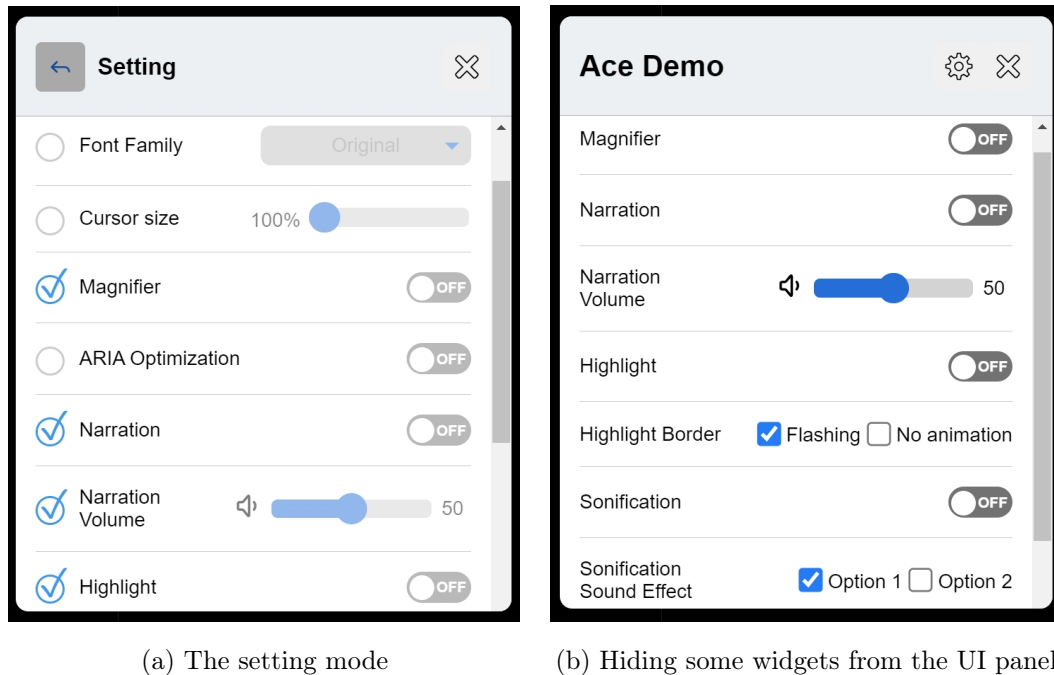 Setting
Font Family Original
Cursor size 100%
Magnifier OFF
ARIA Optimization OFF
Narration OFF
Narration
Volume 50
Highlight OFF
(a) The setting mode
Ace Demo
Magnifier OFF
Narration OFF
Narration
Volume 50
Highlight OFF
Highlight Border Flashing No animation
Sonification OFF
Sonification
Sound Effect Option 1 Option 2
(b) Hiding some widgets from the UI panel